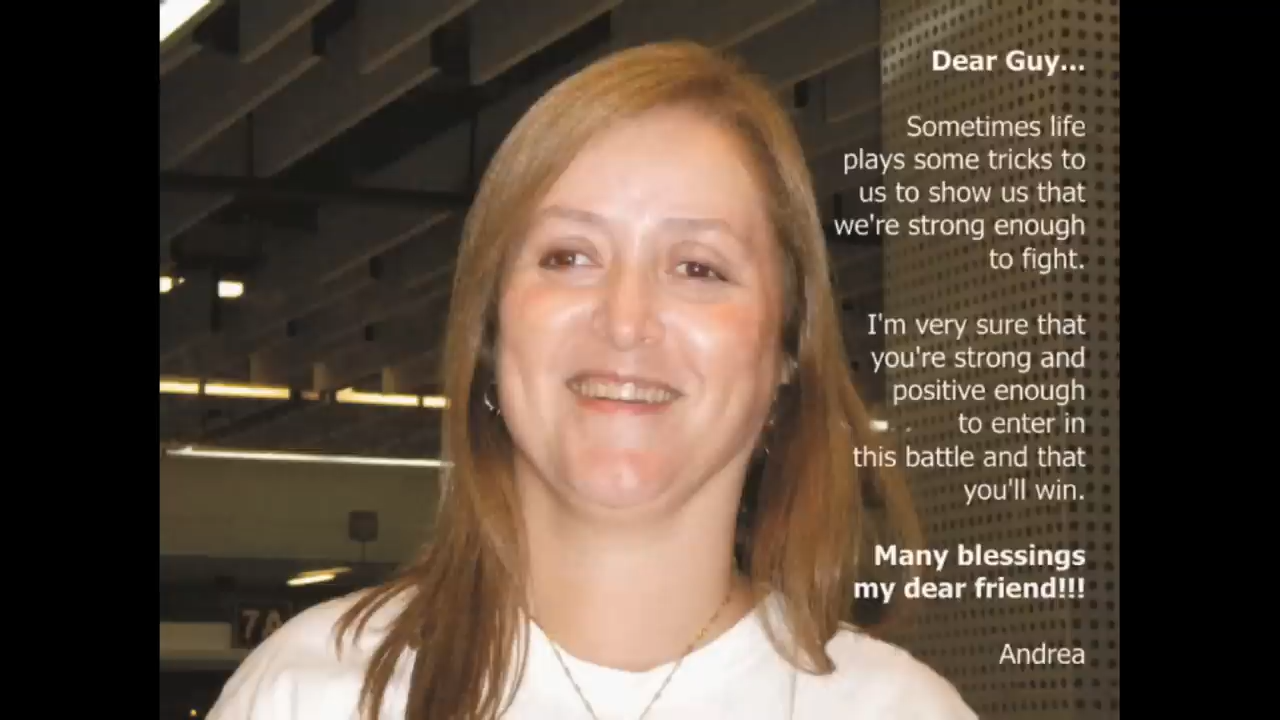 Dear Guy...
Sometimes life
plays some tricks to
us to show us that
we're strong enough
to fight.
I'm very sure that
you're strong and
positive enough
to enter in
this battle and that
you'll win.
Many blessings
my dear friend!!!
Andrea
7A